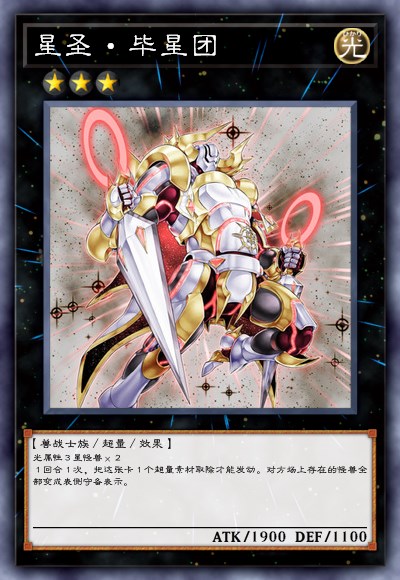 星圣·毕星团
光
ひかり
【兽战士族/超量/效果】
光属性3星怪兽×2
1回合1次，把这张卡1个超量素材取除才能发动。对方场上存在的怪兽全
部变成表侧守备表示。
ATK/1900 DEF/1100